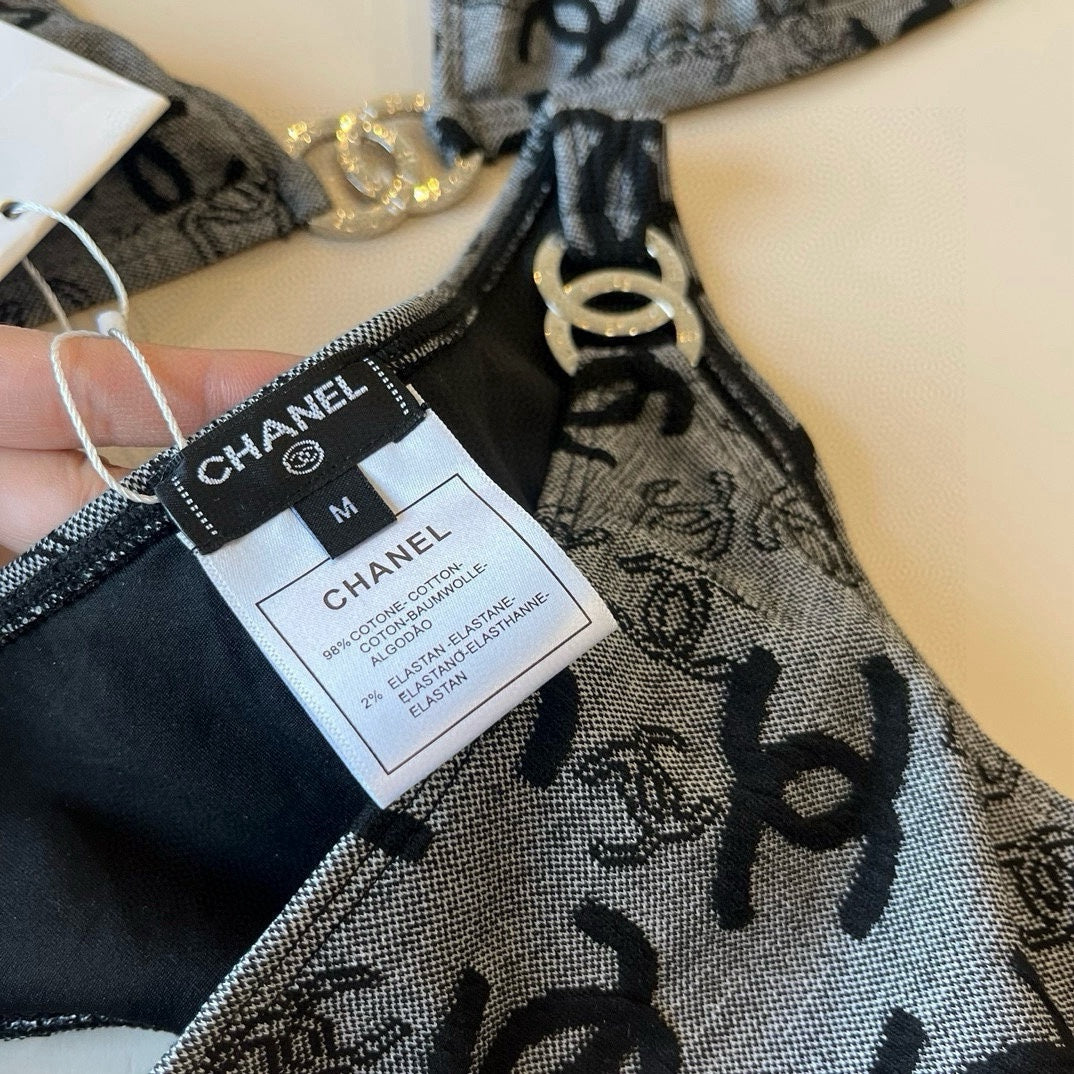 CHANEL
M
CHANEL
98% COTONE-COTTON-
COTON-BAUMWOLLE-
ALGODÃO
2% ELASTAN-ELASTANE-
ELASTANO-ELASTHANNE-
ELASTAN